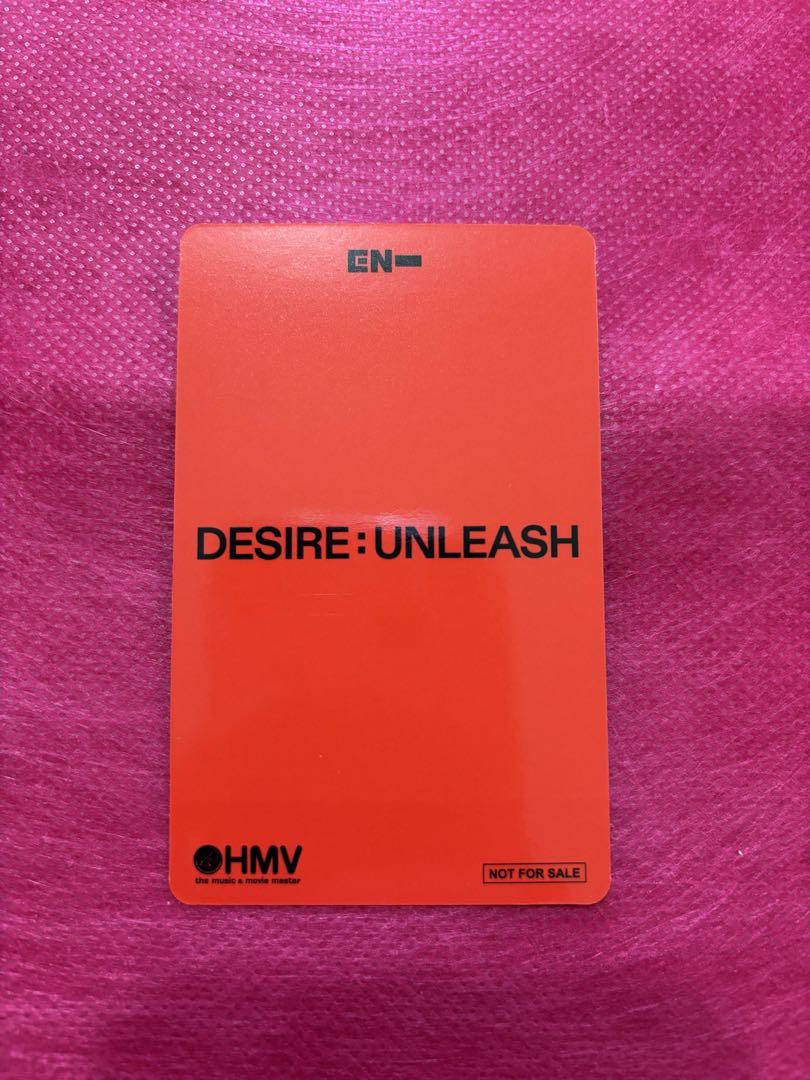 EN-
DESIRE : UNLEASH
HMV
the music & movie master
NOT FOR SALE